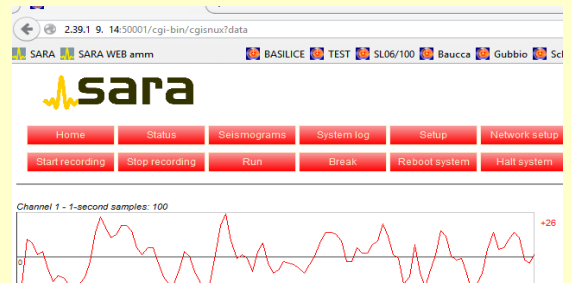 2.39.1 9. 14:50001/cgi-bin/cgisnux?data
SARA SARA WEB amm BASILICE TEST SL06/100 Baucca Gubbio
sara
Home Status Seismograms System log Setup Network setup
Start recording Stop recording Run Break Reboot system Halt system
Channel 1 - 1-second samples: 100
+26
0